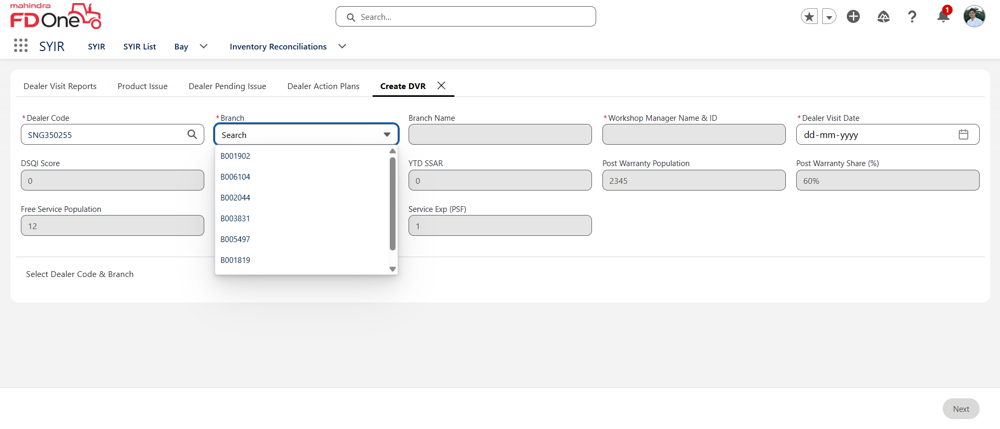 mahindra
FD One
Search...
1
SYIR
SYIR
SYIR List
Bay
Inventory Reconciliations
Dealer Visit Reports
Product Issue
Dealer Pending Issue
Dealer Action Plans
Create DVR
* Dealer Code
* Branch
Branch Name
* Workshop Manager Name & ID
* Dealer Visit Date
SNG350255
Search
dd-mm-yyyy
B001902
B006104
B002044
B003831
B005497
B001819
DSQI Score
YTD SSAR
Post Warranty Population
Post Warranty Share (%)
0
0
2345
60%
Free Service Population
Service Exp (PSF)
12
1
Select Dealer Code & Branch
Next